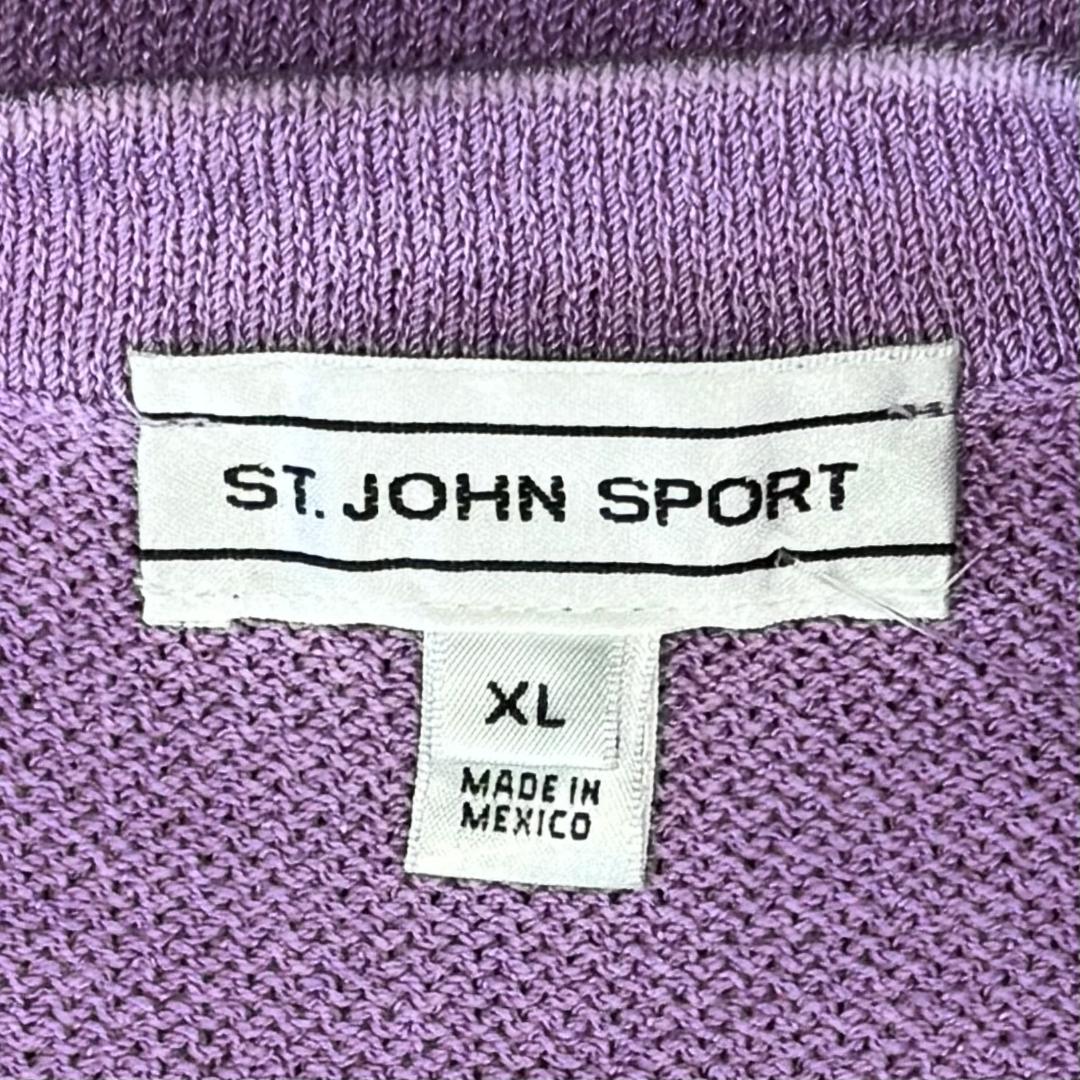 ST. JOHN SPORT
XL
MADE IN
MEXICO